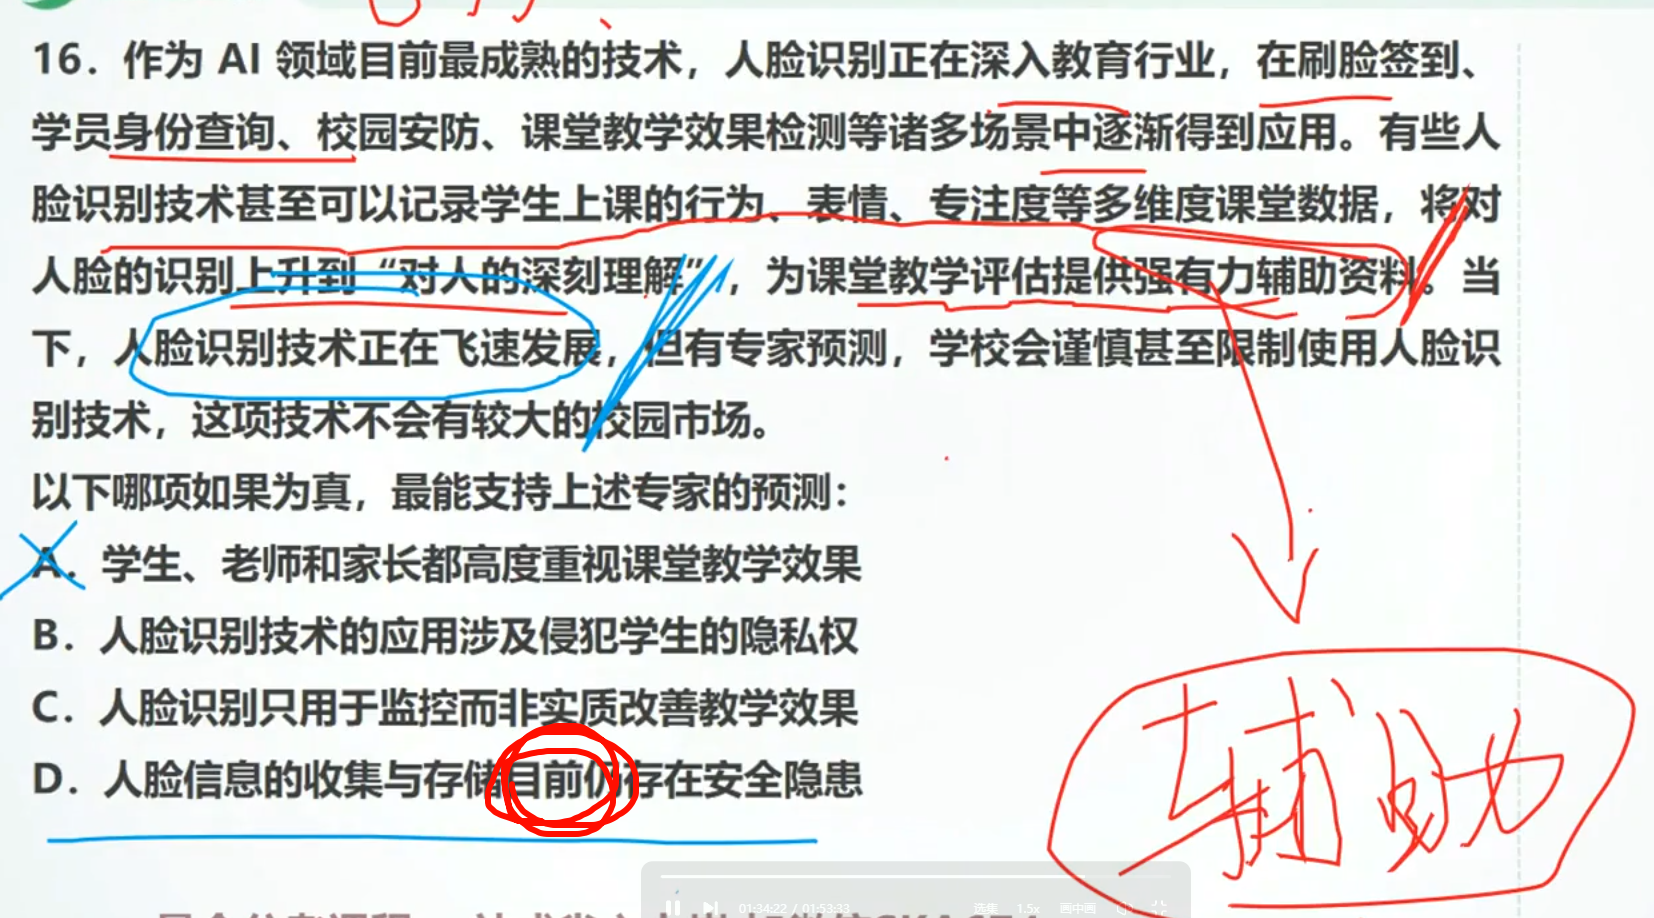 16. 作为 AI 领域目前最成熟的技术，人脸识别正在深入教育行业，在刷脸签到、
学员身份查询、校园安防、课堂教学效果检测等诸多场景中逐渐得到应用。有些人
脸识别技术甚至可以记录学生上课的行为、表情、专注度等多维度课堂数据，将对
人脸的识别上升到“对人的深刻理解”，为课堂教学评估提供强有力辅助资料。当
下，人脸识别技术正在飞速发展，但有专家预测，学校会谨慎甚至限制使用人脸识
别技术，这项技术不会有较大的校园市场。
以下哪项如果为真，最能支持上述专家的预测：
A. 学生、老师和家长都高度重视课堂教学效果
B. 人脸识别技术的应用涉及侵犯学生的隐私权
C. 人脸识别只用于监控而非实质改善教学效果
D. 人脸信息的收集与存储目前仍存在安全隐患
辅助
01:34:22 / 01:53:33 选集 1.5x 画中画